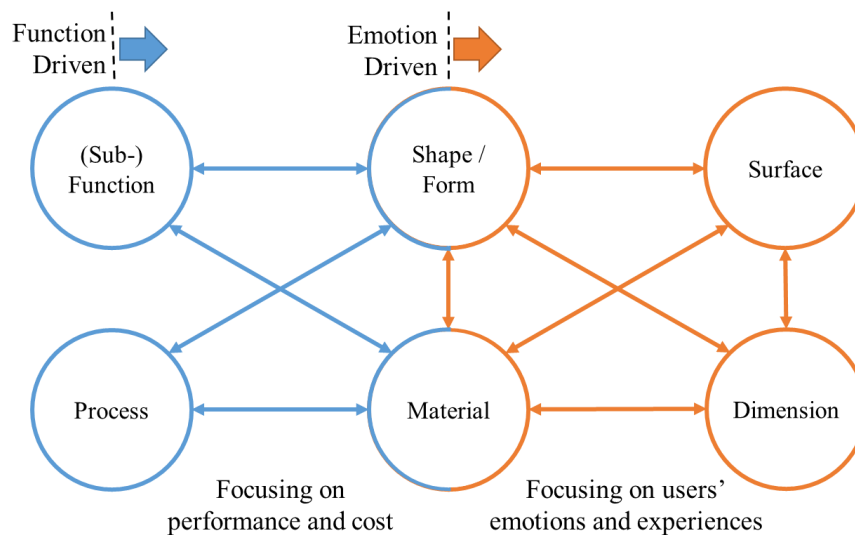 Function
Driven
Emotion
Driven
(Sub-)
Function
Shape /
Form
Surface
Process
Material
Dimension
Focusing on
performance and cost
Focusing on users’
emotions and experiences